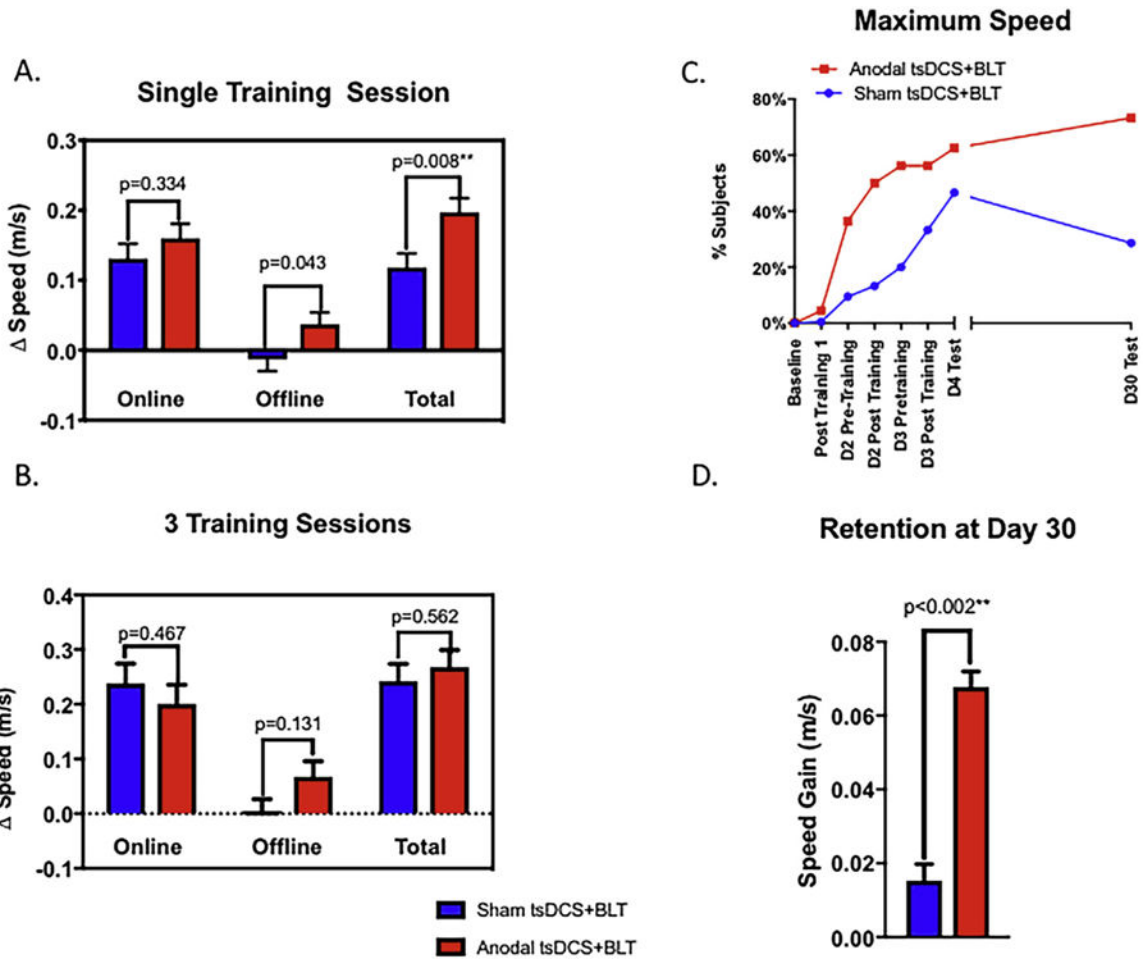 A.
Single Training Session
Δ Speed (m/s)
0.3
0.2
0.1
0.0
-0.1
p=0.334
p=0.043
p=0.008**
Online Offline Total
C.
Maximum Speed
Anodal tsDCS+BLT
Sham tsDCS+BLT
% Subjects
80%
60%
40%
20%
0%
Baseline
Post Training 1
D2 Pre-Training
D2 Post Training
D3 Pretraining
D3 Post Training
D4 Test
D30 Test
B.
3 Training Sessions
Δ Speed (m/s)
0.4
0.3
0.2
0.1
0.0
-0.1
p=0.467
p=0.131
p=0.562
Online Offline Total
Sham tsDCS+BLT
Anodal tsDCS+BLT
D.
Retention at Day 30
p<0.002**
Speed Gain (m/s)
0.08
0.06
0.04
0.02
0.00